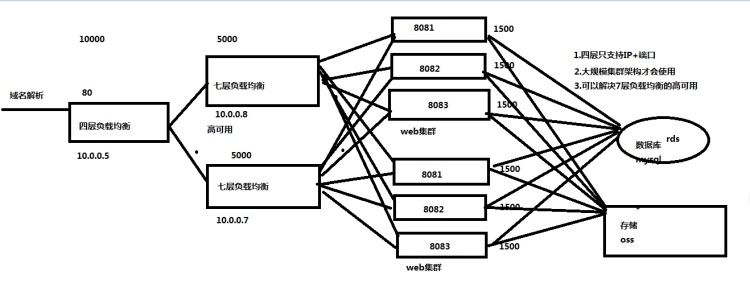 10000
5000
域名解析
80
四层负载均衡
10.0.0.5
七层负载均衡
10.0.0.8
高可用
5000
七层负载均衡
10.0.0.7
8081
1500
8082
1500
8083
1500
web集群
8081
1500
8082
1500
8083
1500
web集群
1.四层只支持IP+端口
2.大规模集群架构才会使用
3.可以解决7层负载均衡的高可用
数据库 rds
mysql
存储
oss